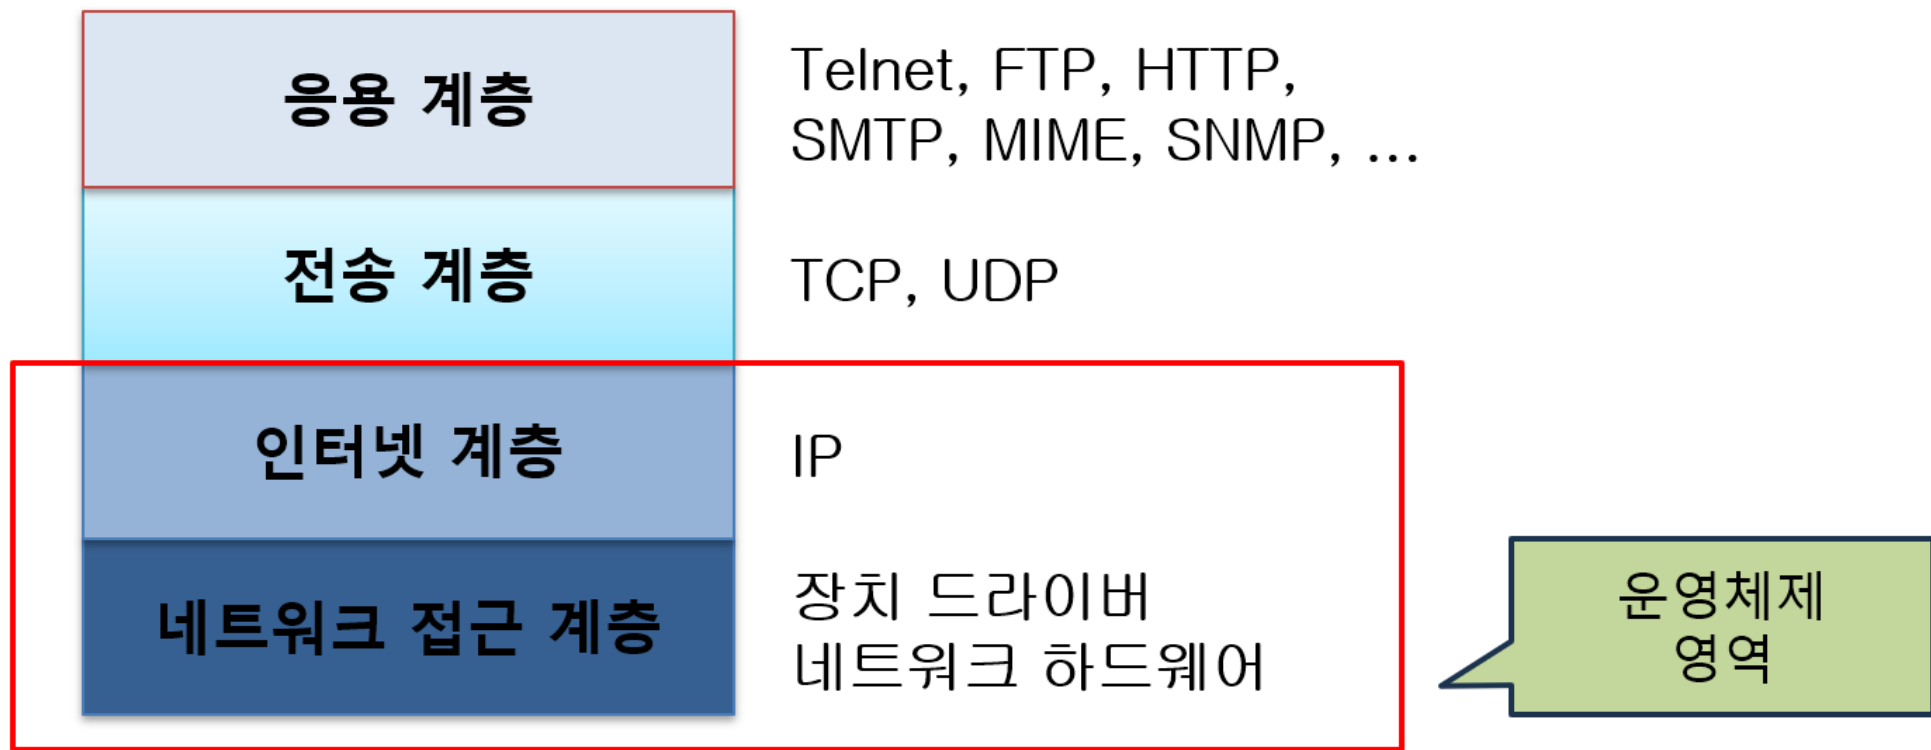 응용 계층
Telnet, FTP, HTTP,
SMTP, MIME, SNMP, ...
전송 계층
TCP, UDP
인터넷 계층
IP
네트워크 접근 계층
장치 드라이버
네트워크 하드웨어
운영체제
영역